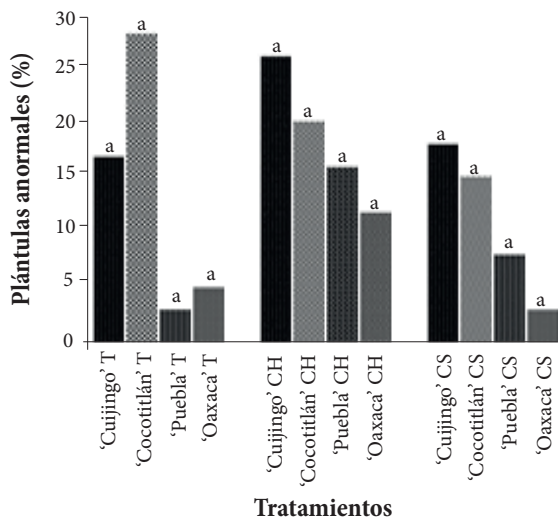 Plántulas anormales (%)
30
25
20
15
10
5
0
a
a
a
a
a
a
a
a
a
a
a
a
‘Cuijingo’ T
‘Cocotitlán’ T
‘Puebla’ T
‘Oaxaca’ T
‘Cuijingo’ CH
‘Cocotitlán’ CH
‘Puebla’ CH
‘Oaxaca’ CH
‘Cuijingo’ CS
‘Cocotitlán’ CS
‘Puebla’ CS
‘Oaxaca’ CS
Tratamientos